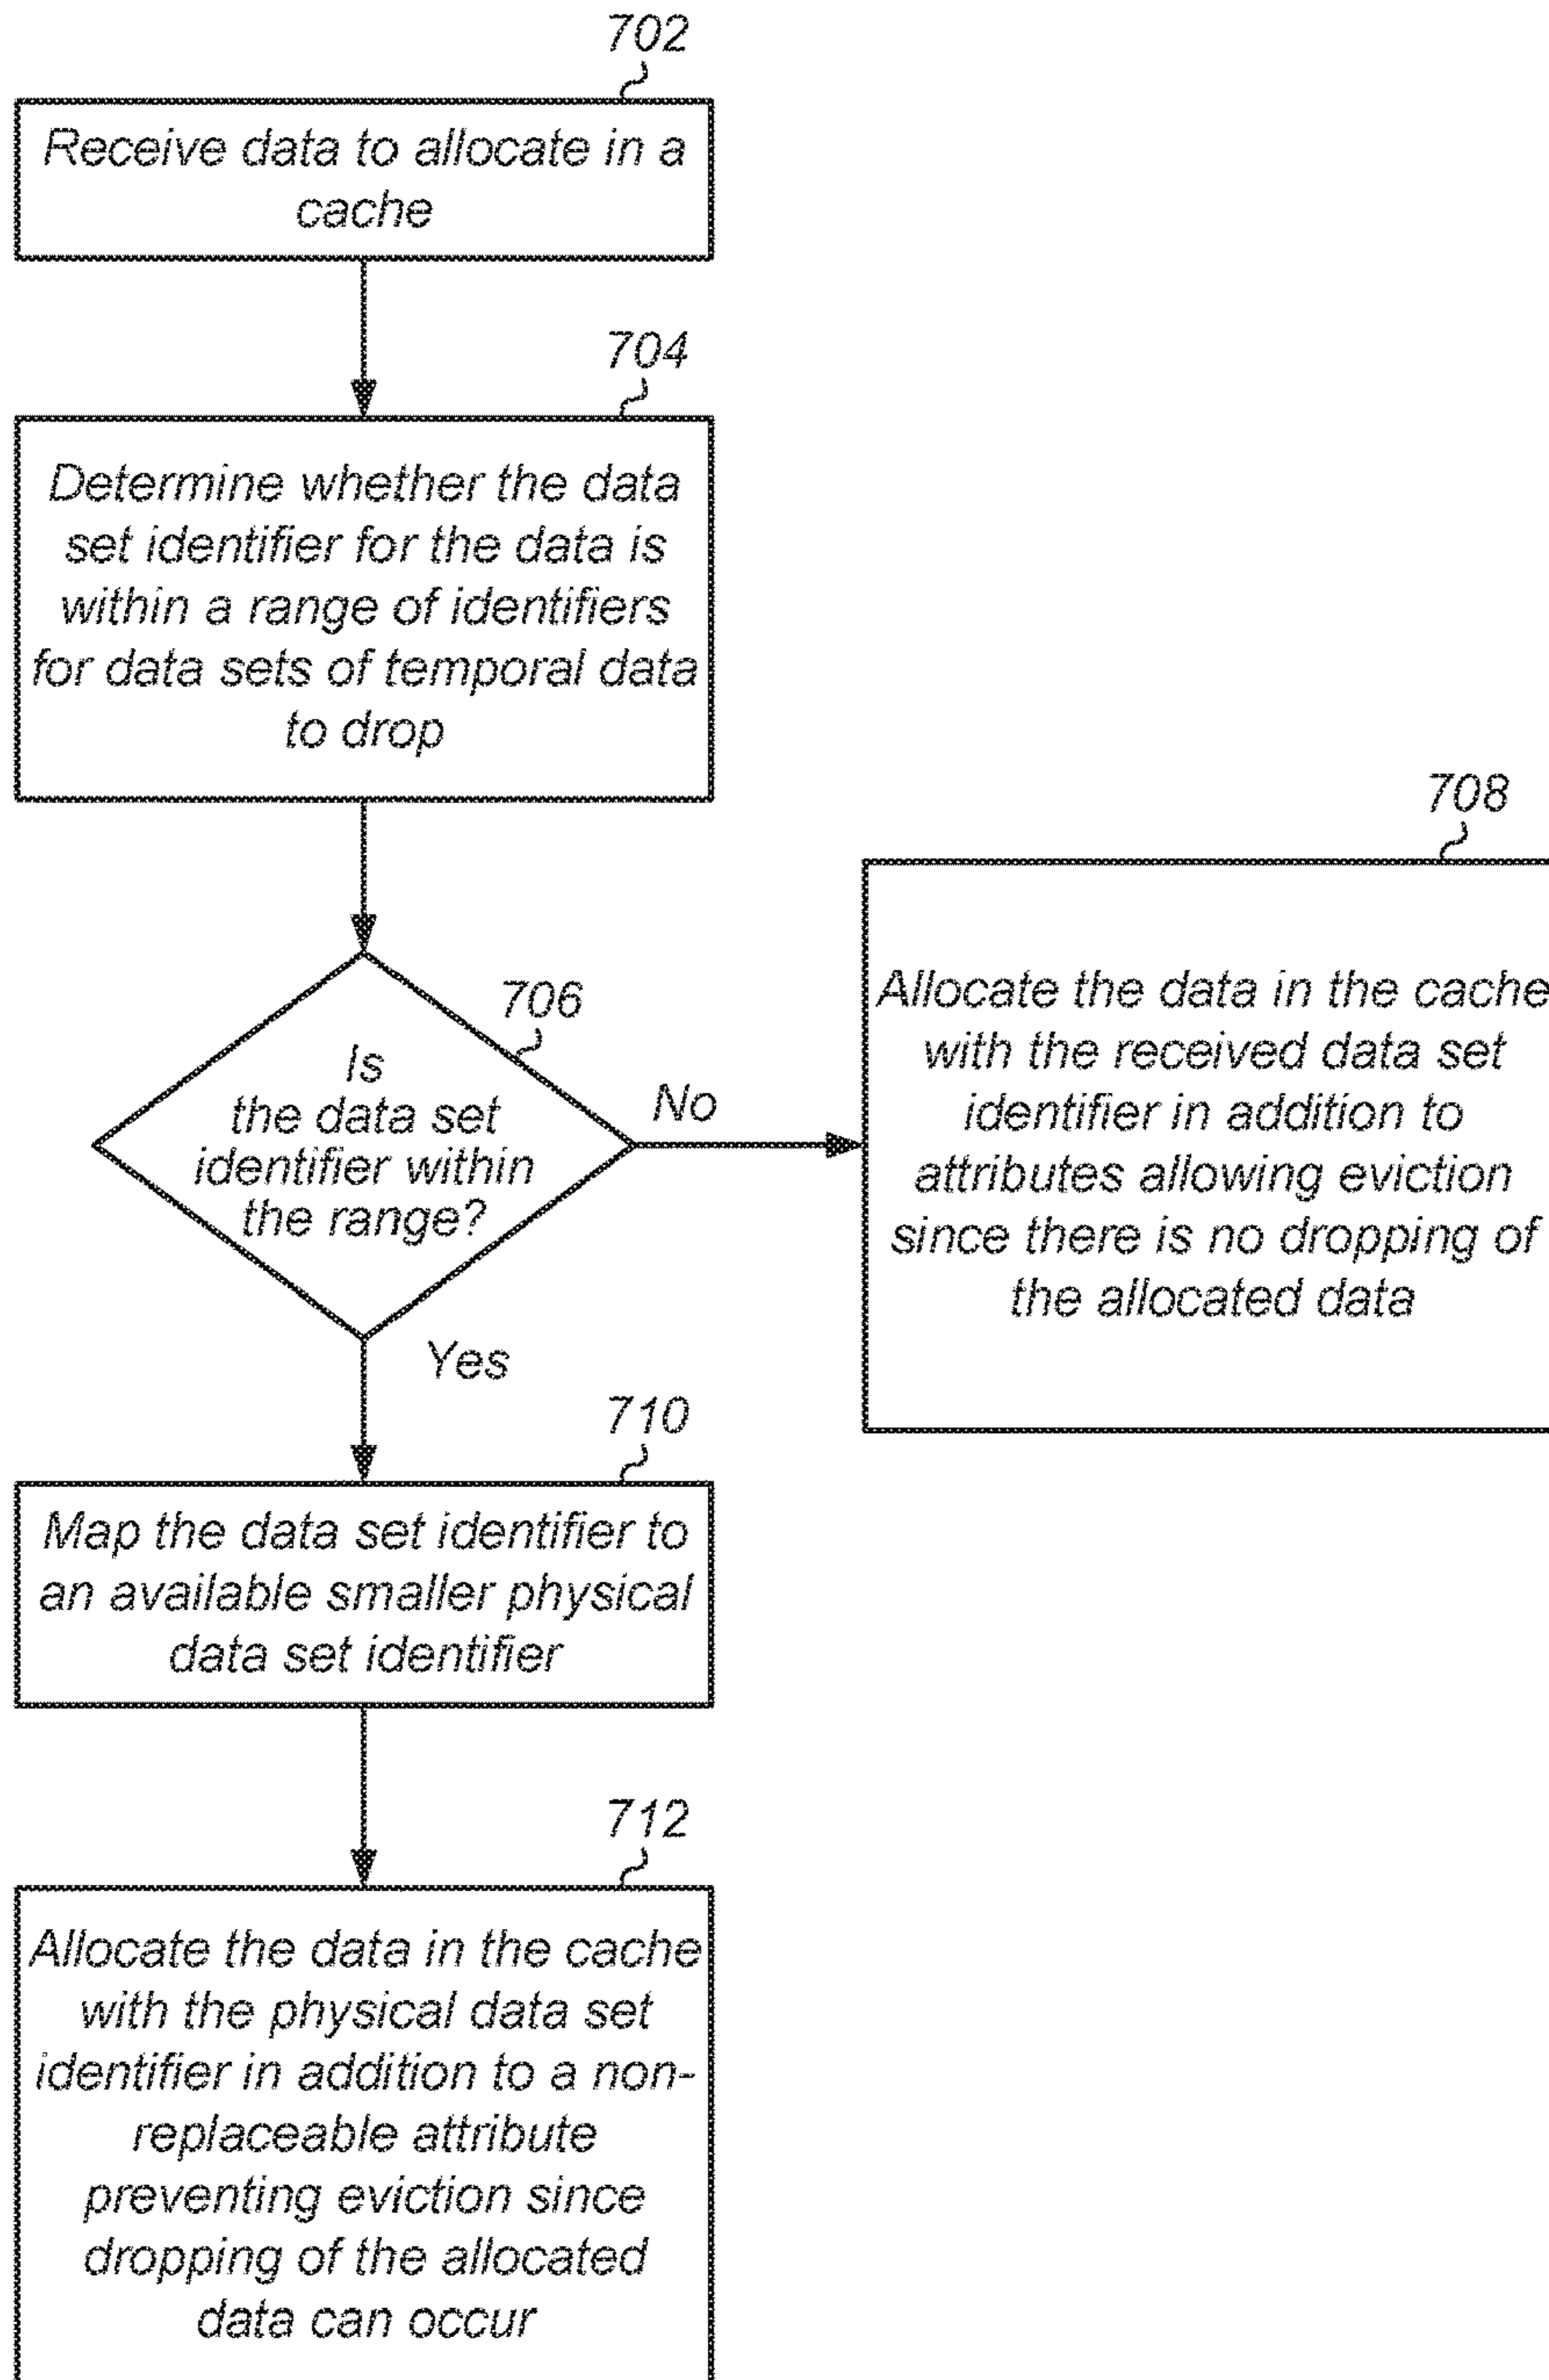 702
Receive data to allocate in a
cache
704
Determine whether the data
set identifier for the data is
within a range of identifiers
for data sets of temporal data
to drop
706
Is
the data set
identifier within
the range?
No
708
Allocate the data in the cache
with the received data set
identifier in addition to
attributes allowing eviction
since there is no dropping of
the allocated data
Yes
710
Map the data set identifier to
an available smaller physical
data set identifier
712
Allocate the data in the cache
with the physical data set
identifier in addition to a non-
replaceable attribute
preventing eviction since
dropping of the allocated
data can occur